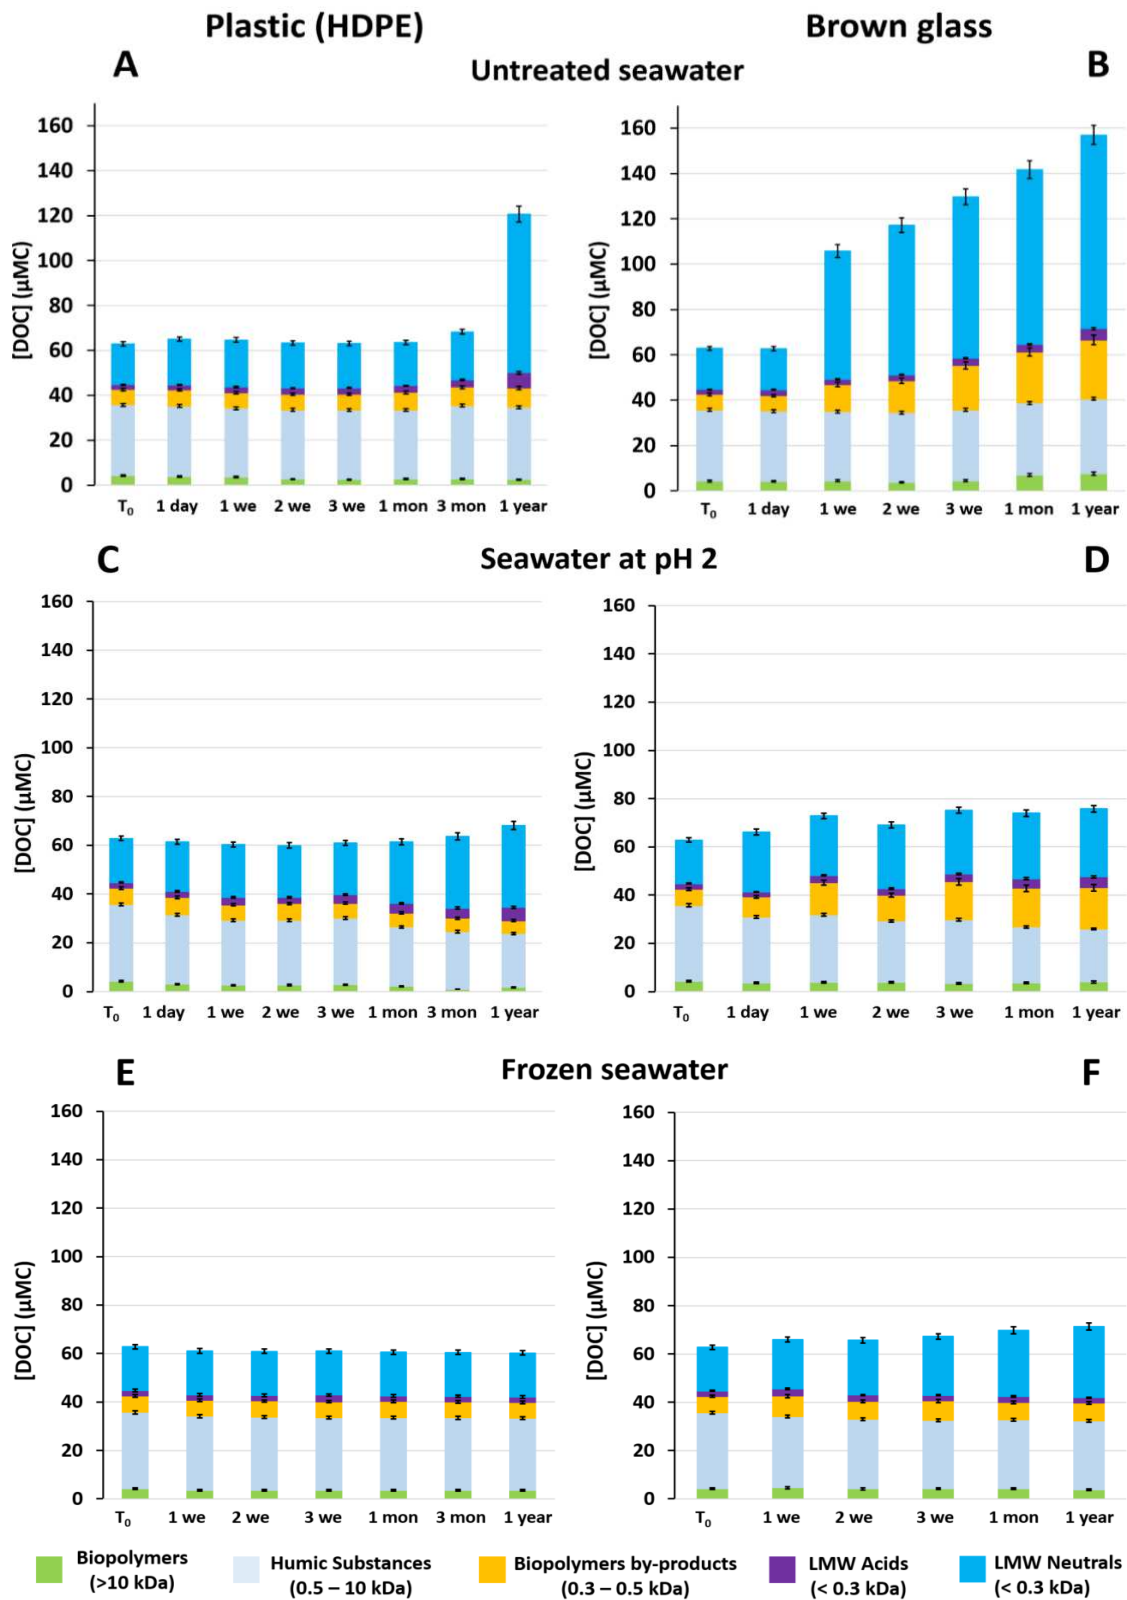 Plastic (HDPE) Brown glass
A B
Untreated seawater
[DOC] (µMC)
160
140
120
100
80
60
40
20
0
T0 1 day 1 we 2 we 3 we 1 mon 3 mon 1 year
[DOC] (µMC)
160
140
120
100
80
60
40
20
0
T0 1 day 1 we 2 we 3 we 1 mon 1 year
C D
Seawater at pH 2
[DOC] (µMC)
160
140
120
100
80
60
40
20
0
T0 1 day 1 we 2 we 3 we 1 mon 3 mon 1 year
[DOC] (µMC)
160
140
120
100
80
60
40
20
0
T0 1 day 1 we 2 we 3 we 1 mon 1 year
E F
Frozen seawater
[DOC] (µMC)
160
140
120
100
80
60
40
20
0
T0 1 we 2 we 3 we 1 mon 3 mon 1 year
[DOC] (µMC)
160
140
120
100
80
60
40
20
0
T0 1 we 2 we 3 we 1 mon 1 year
Biopolymers
(>10 kDa)
Humic Substances
(0.5 – 10 kDa)
Biopolymers by-products
(0.3 – 0.5 kDa)
LMW Acids
(< 0.3 kDa)
LMW Neutrals
(< 0.3 kDa)